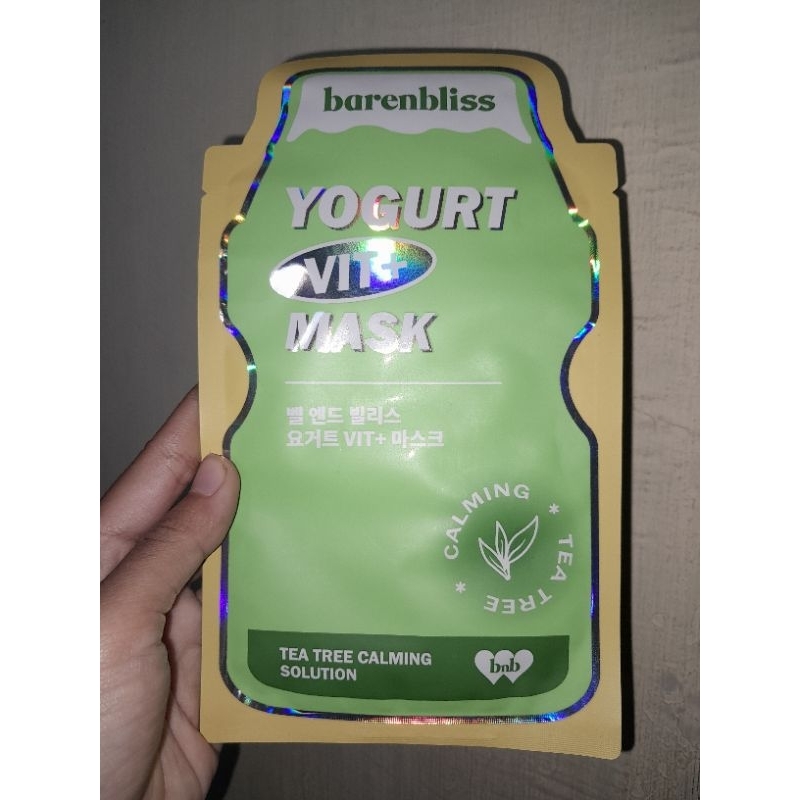 barenbliss
YOGURT
VIT+
MASK
벨 엔드 빌리스
요거트 VIT+ 마스크
CALMING * TEA TREE *
TEA TREE CALMING
SOLUTION
bnb